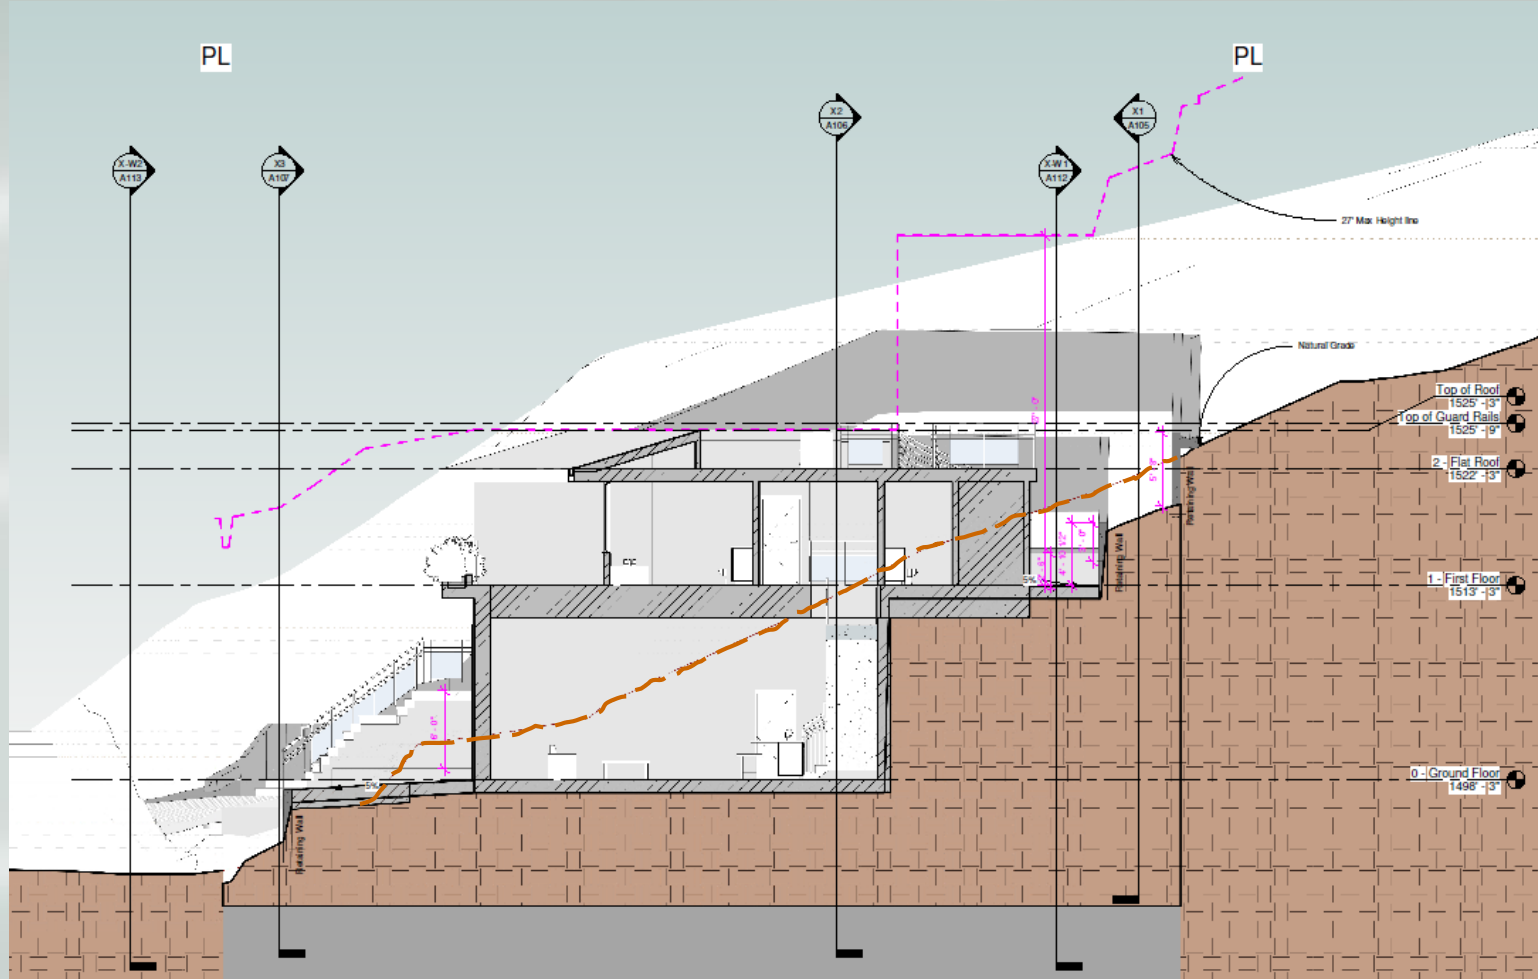 PL
PL
X2
A106
X1
A105
X-W2
A113
X3
A107
X-W1
A112
27' Max Height line
Natural Grade
Top of Roof
1525' - 3"
Top of Guard Rails
1525' - 9"
2 - Flat Roof
1522' - 3"
Retaining Wall
Retaining Wall
5%
1 - First Floor
1513' - 3"
6' - 0"
0 - Ground Floor
1498' - 3"
5%
Retaining Wall